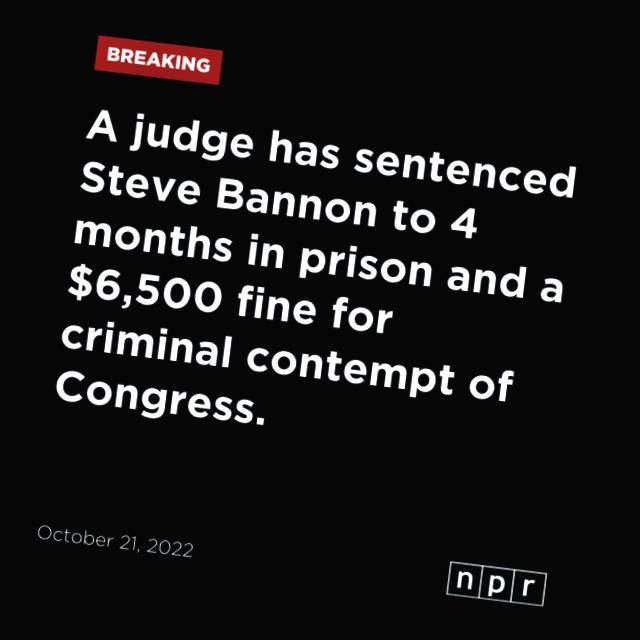 BREAKING
A judge has sentenced
Steve Bannon to 4
months in prison and a
$6,500 fine for
criminal contempt of
Congress.
October 21, 2022
npr